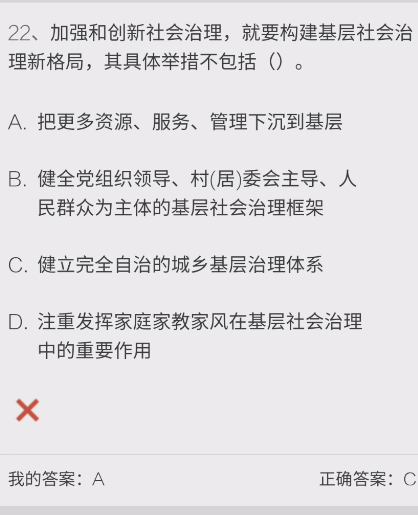 22、加强和创新社会治理，就要构建基层社会治
理新格局，其具体举措不包括（）。
A. 把更多资源、服务、管理下沉到基层
B. 健全党组织领导、村(居)委会主导、人
民群众为主体的基层社会治理框架
C. 健立完全自治的城乡基层治理体系
D. 注重发挥家庭家教家风在基层社会治理
中的重要作用
我的答案：A 正确答案：C